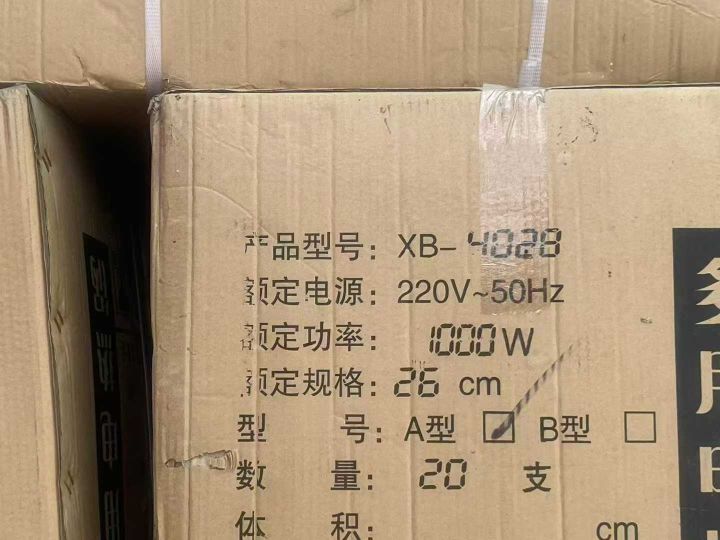 产品型号：XB-4028
额定电源：220V~50Hz
额定功率：1000W
额定规格：26 cm
型 号：A型 ☑ B型 □
数 量：20 支
体 积： cm